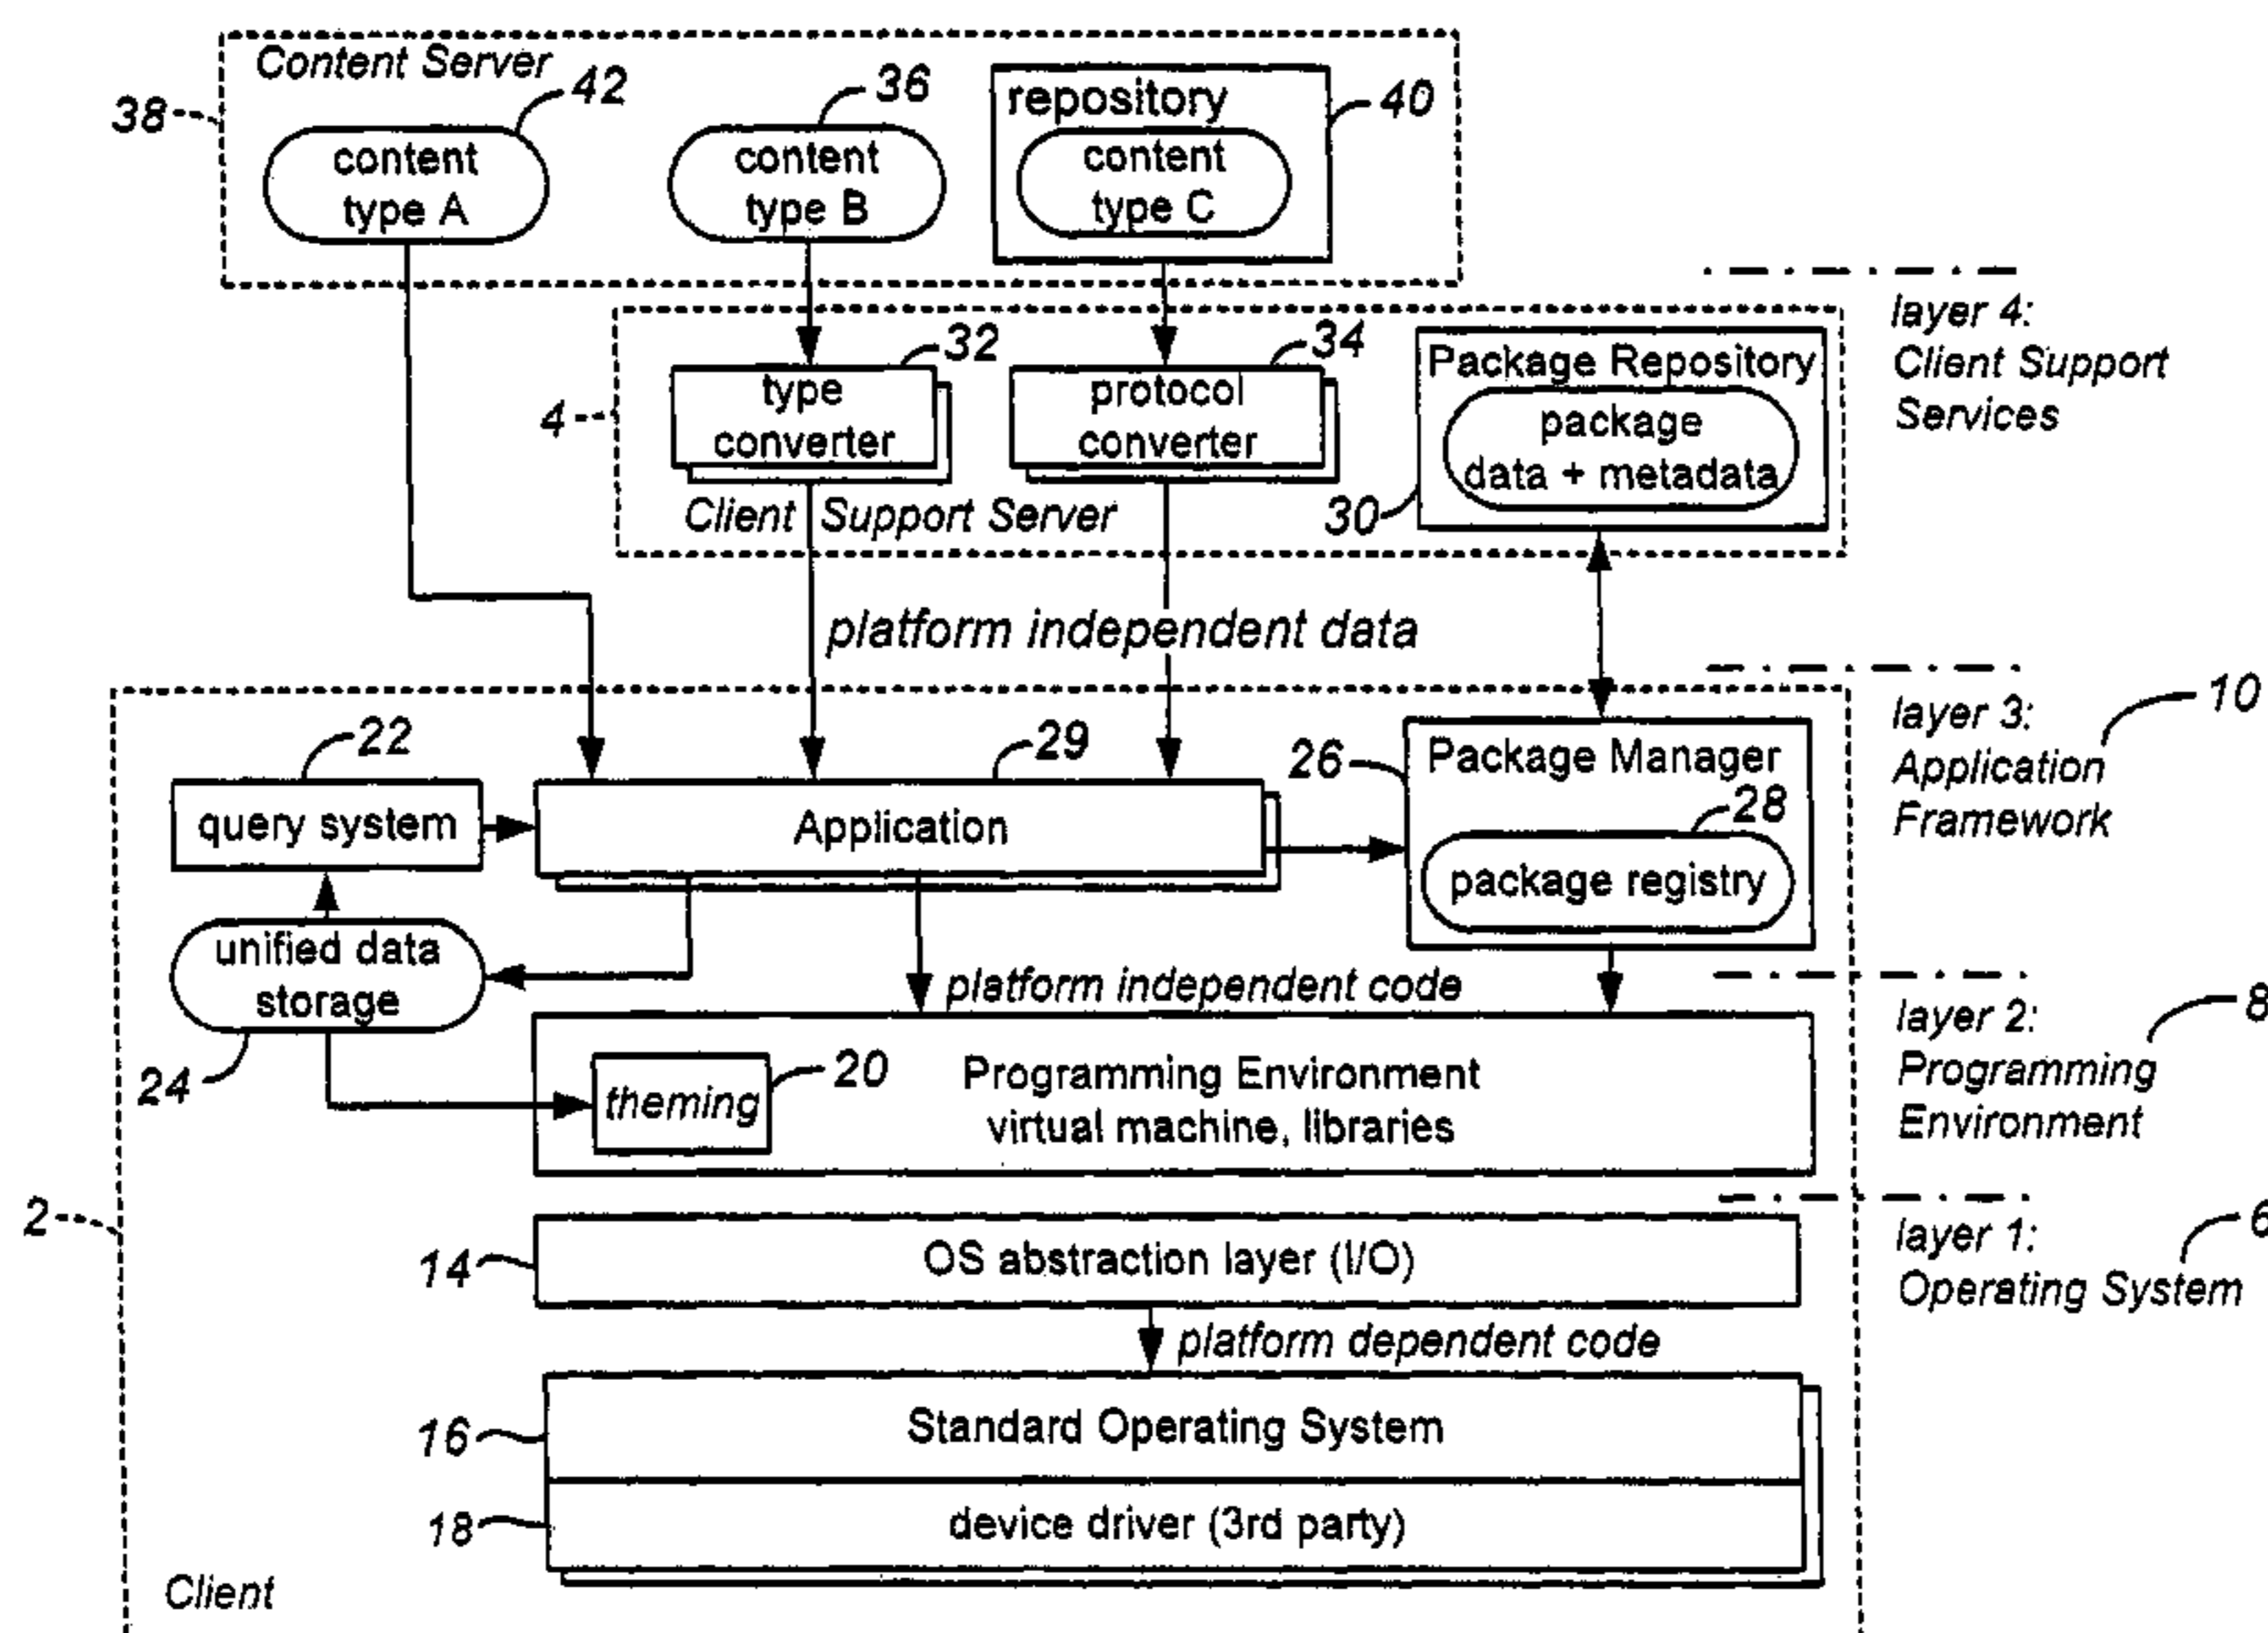 Content Server
38
42
36
40
repository
content
type A
content
type B
content
type C
layer 4:
Client Support
Services
4
32
34
type
converter
protocol
converter
Package Repository
package
data + metadata
Client Support Server
30
platform independent data
layer 3:
Application
Framework
10
22
29
26
query system
Application
Package Manager
28
package registry
unified data
storage
24
platform independent code
layer 2:
Programming
Environment
8
theming
20
Programming Environment
virtual machine, libraries
2
layer 1:
Operating System
6
14
OS abstraction layer (I/O)
platform dependent code
16
Standard Operating System
18
device driver (3rd party)
Client